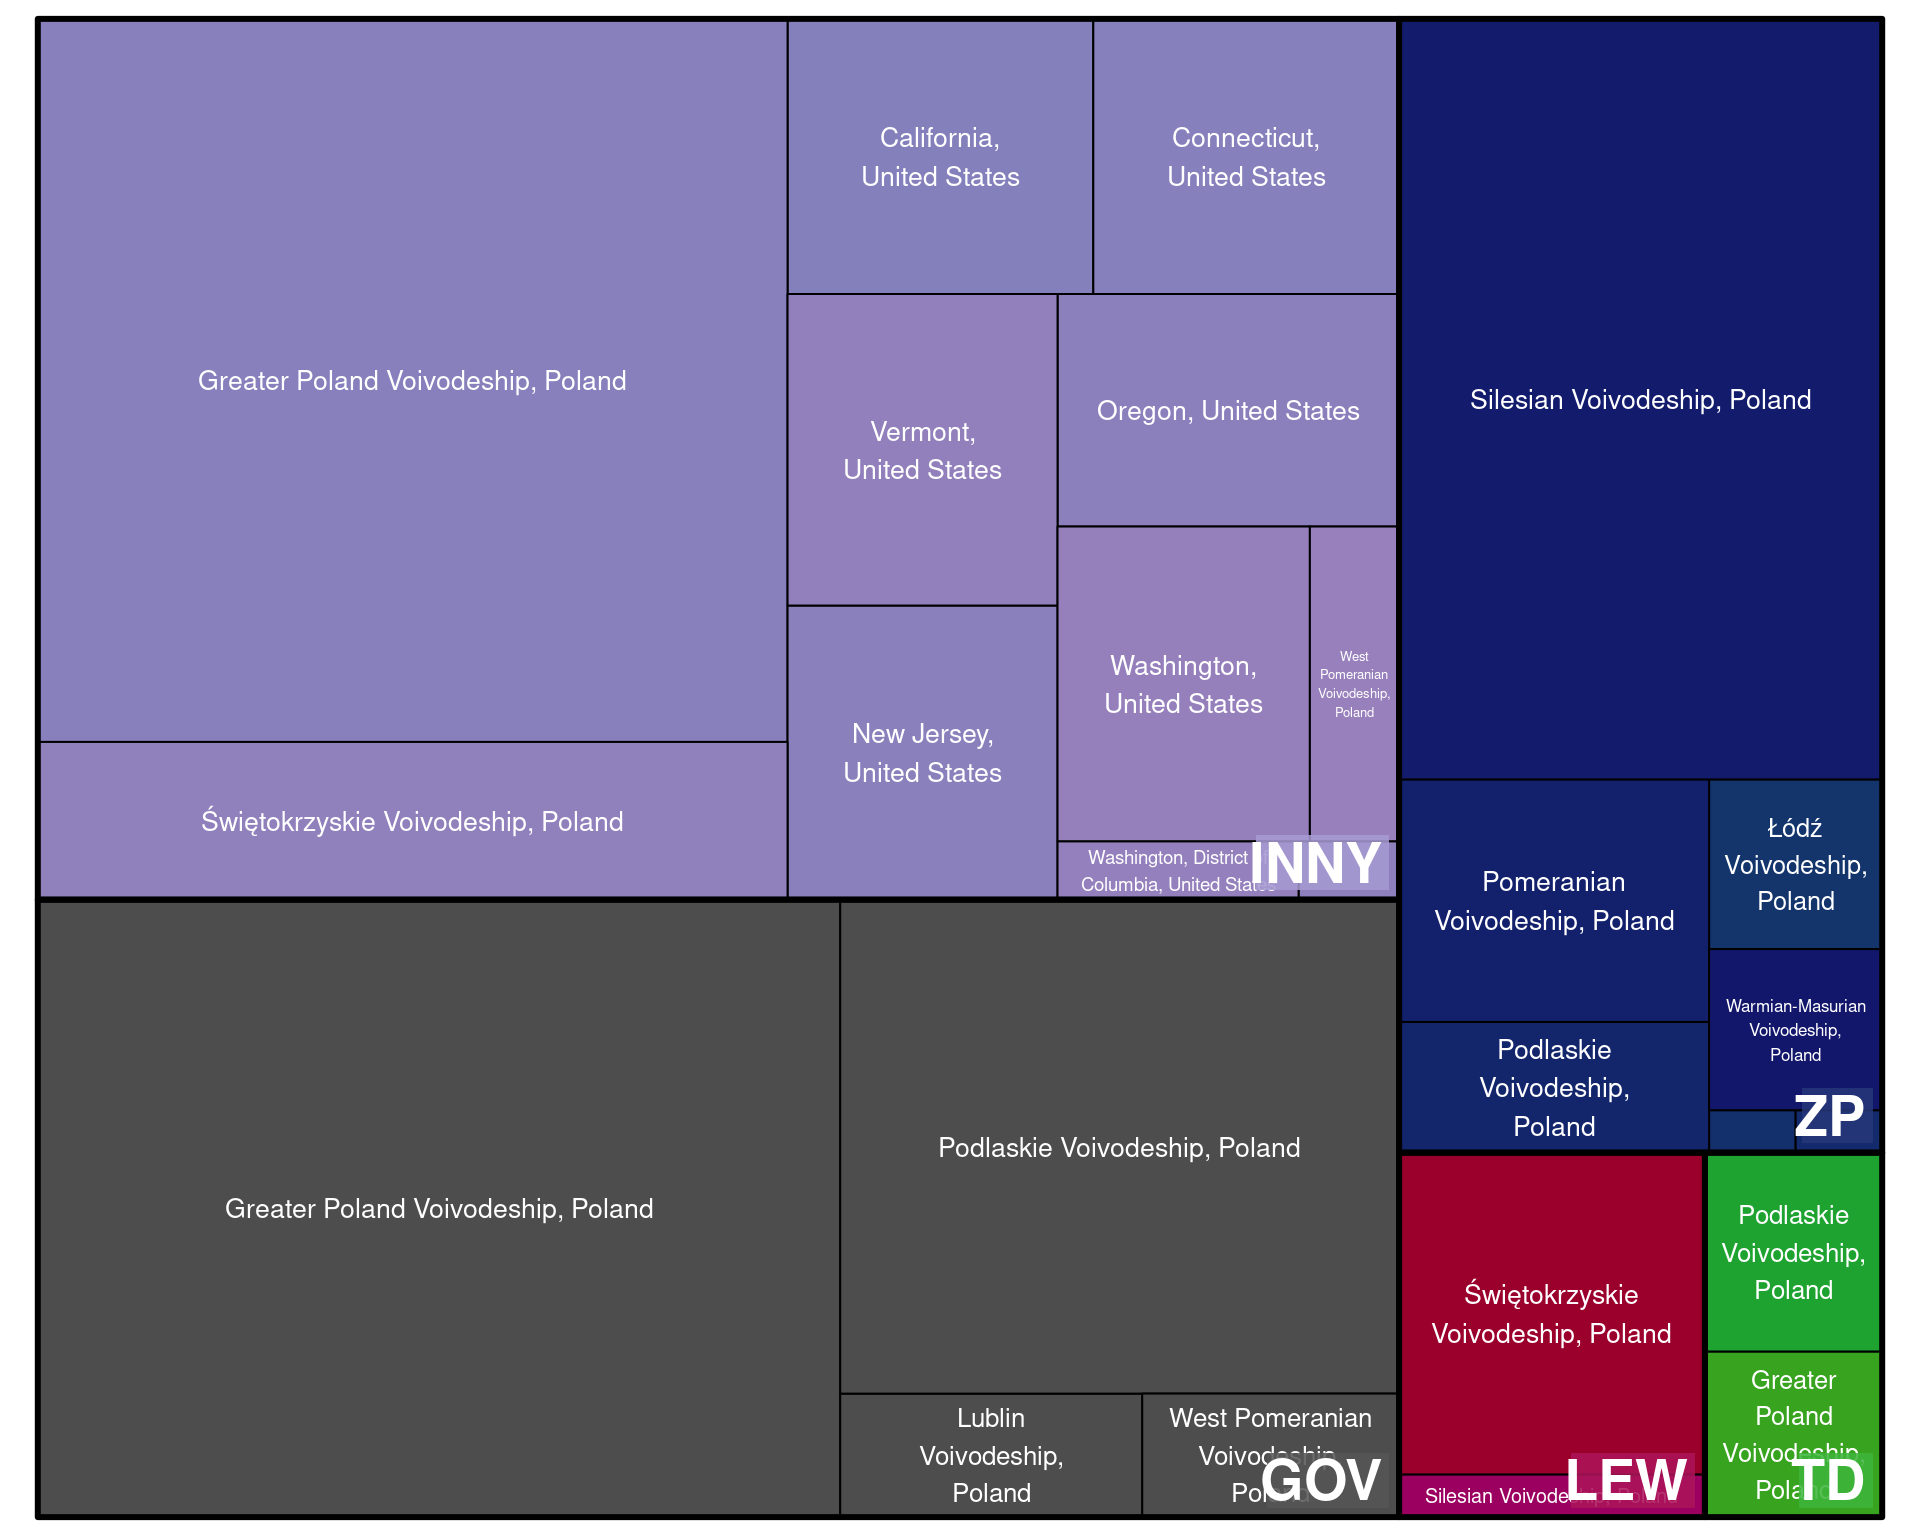 Greater Poland Voivodeship, Poland
Świętokrzyskie Voivodeship, Poland
California,
United States
Connecticut,
United States
Vermont,
United States
Oregon, United States
New Jersey,
United States
Washington,
United States
West
Pomeranian
Voivodeship,
Poland
Washington, District
Columbia, United States
INNY
Greater Poland Voivodeship, Poland
Podlaskie Voivodeship, Poland
Lublin
Voivodeship,
Poland
West Pomeranian
Voivodeship,
Poland
GOV
Silesian Voivodeship, Poland
Pomeranian
Voivodeship, Poland
Łódź
Voivodeship,
Poland
Warmian-Masurian
Voivodeship,
Poland
Podlaskie
Voivodeship,
Poland
ZP
Świętokrzyskie
Voivodeship, Poland
Silesian Voivodeship, Poland
LEW
Podlaskie
Voivodeship,
Poland
Greater
Poland
Voivodeship,
Poland
TD